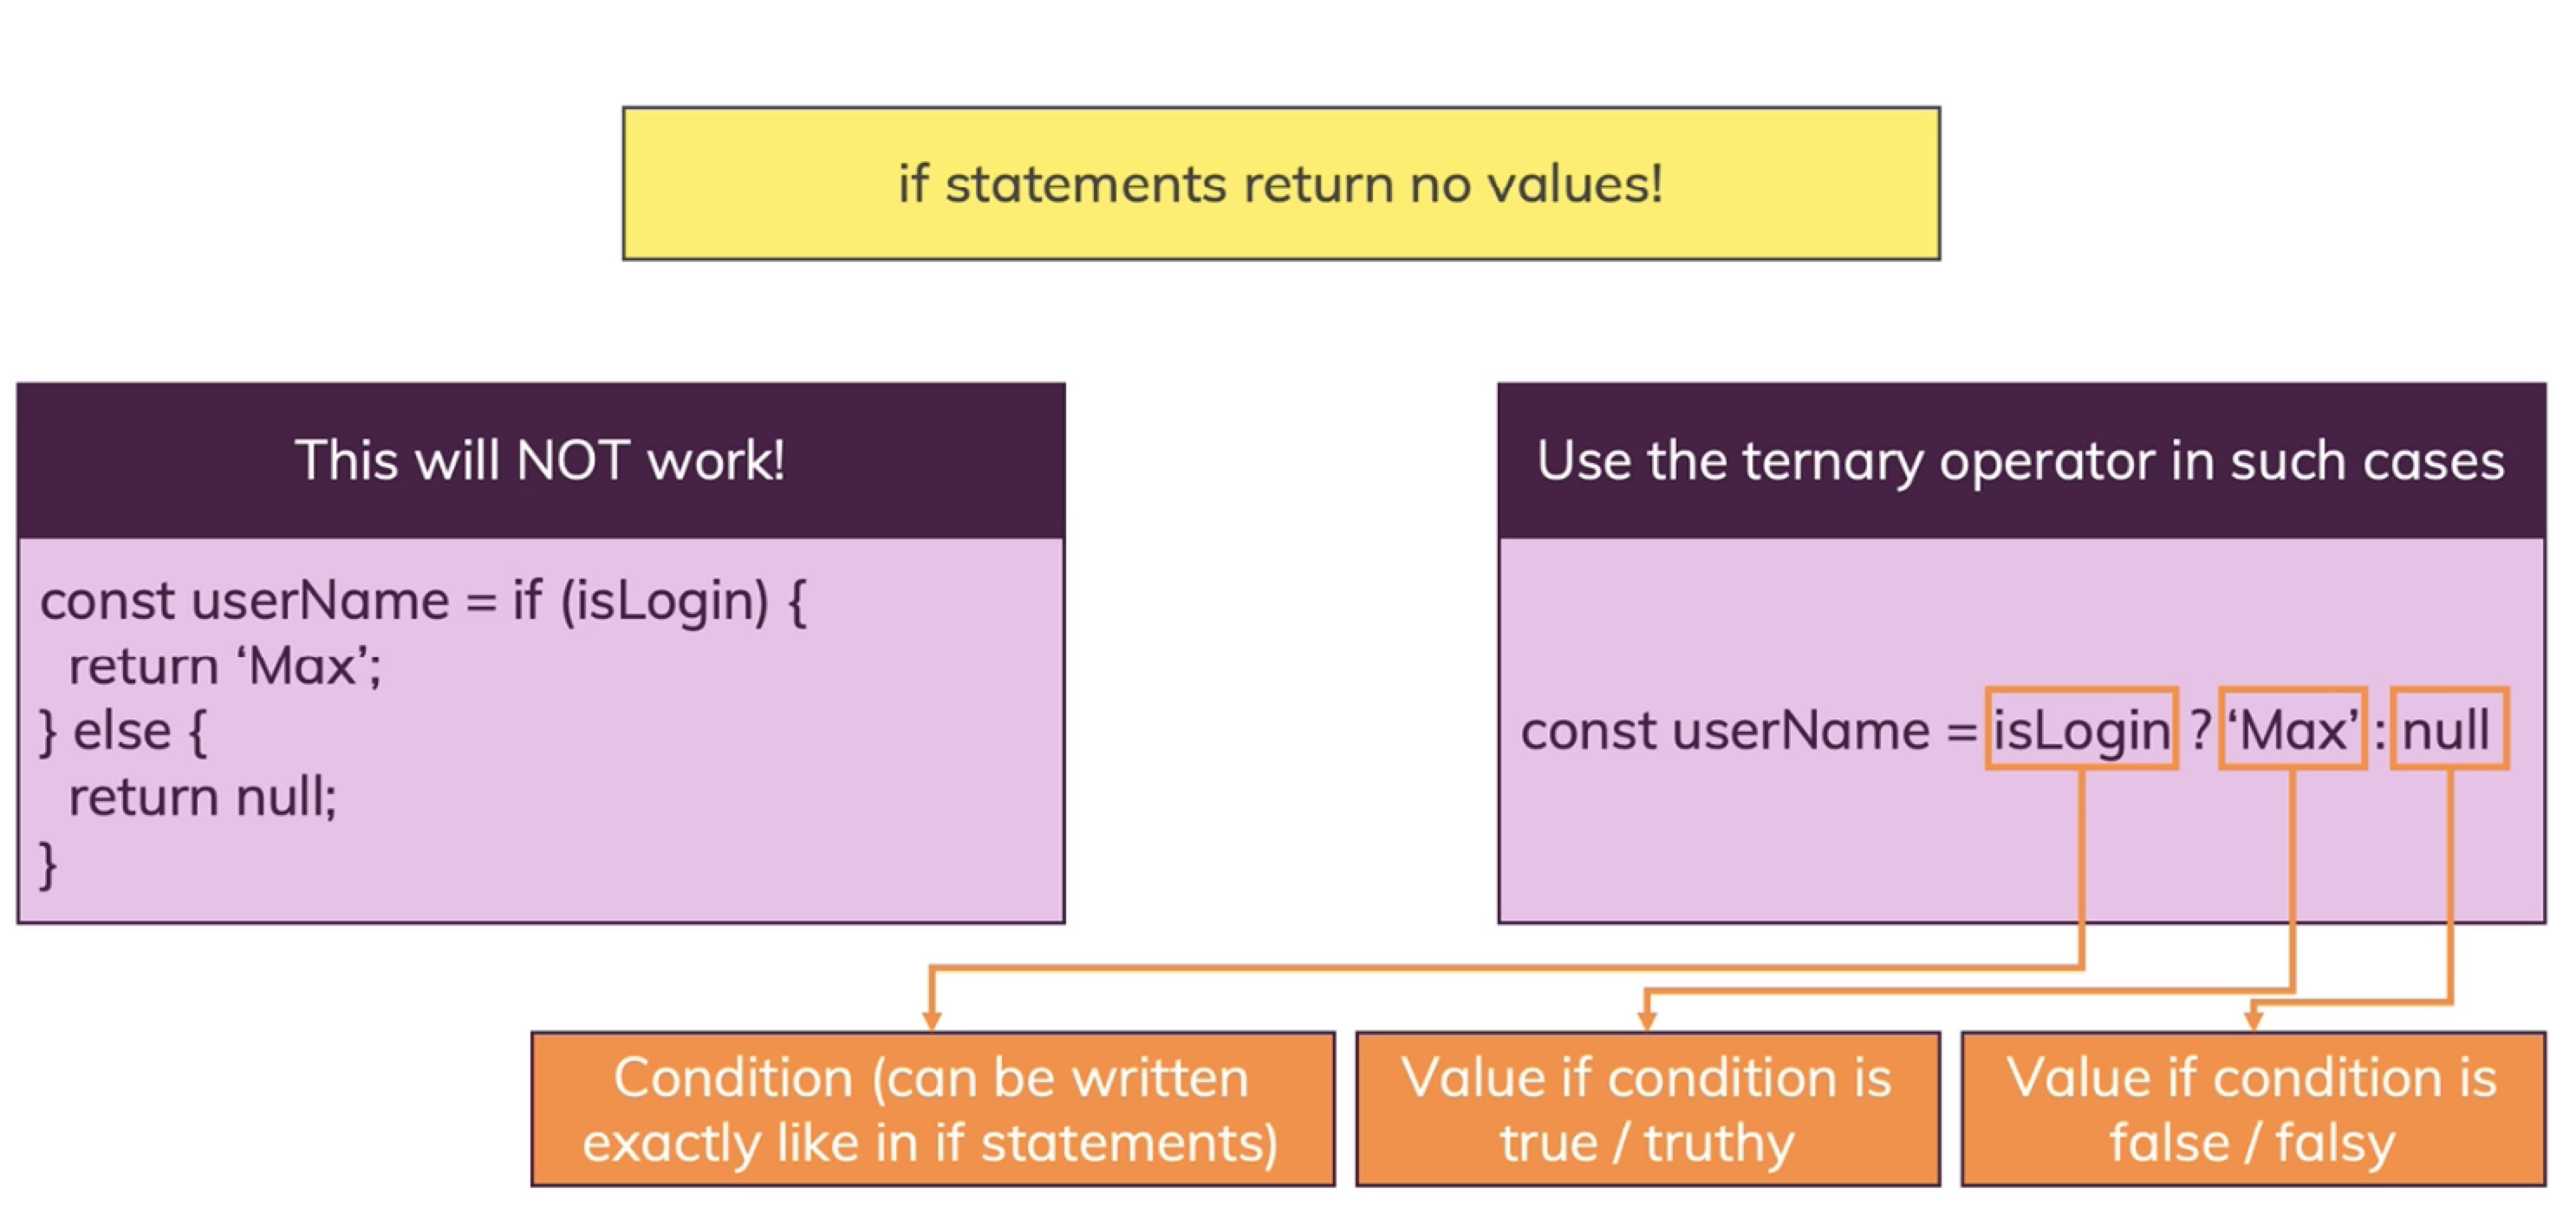 if statements return no values!
This will NOT work!
const userName = if (isLogin) {
return ‘Max’;
} else {
return null;
}
Use the ternary operator in such cases
const userName = isLogin ? ‘Max’ : null
Condition (can be written
exactly like in if statements)
Value if condition is
true / truthy
Value if condition is
false / falsy